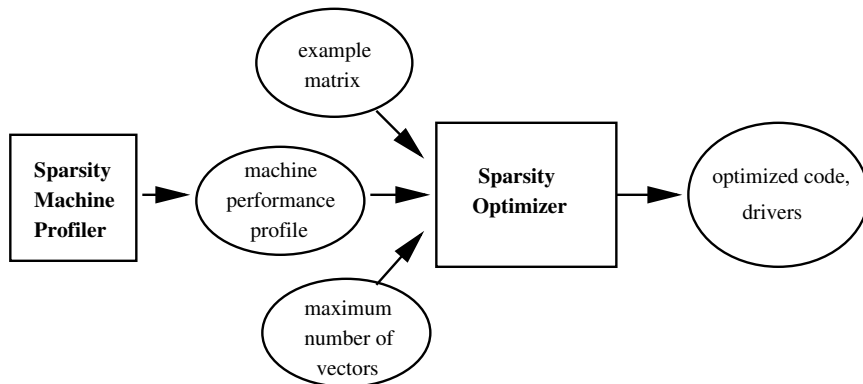 example
matrix
Sparsity
Machine
Profiler
machine
performance
profile
Sparsity
Optimizer
optimized code,
drivers
maximum
number of
vectors